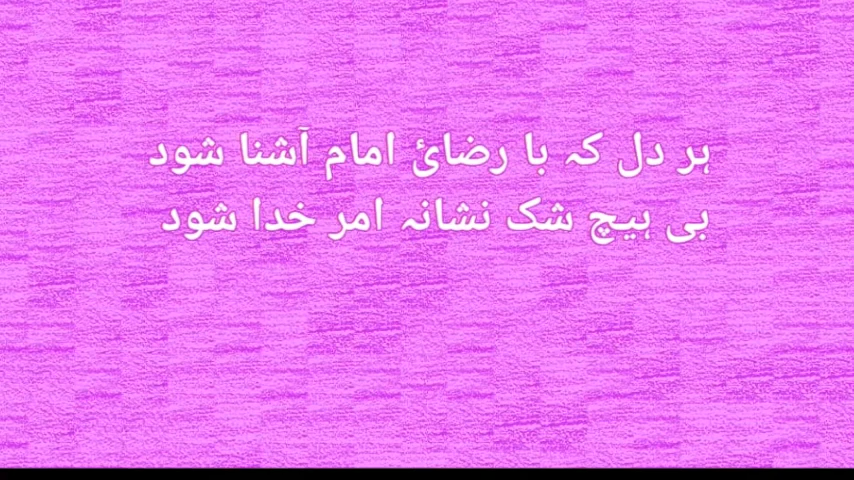 ہر دل کہ با رضائ امام آشنا شود
بی ہیچ شک نشانہ امر خدا شود